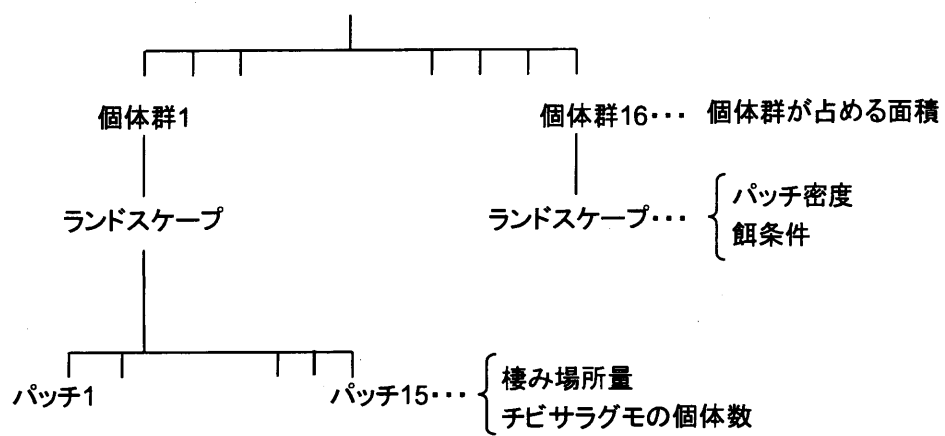 個体群1
個体群16･･･ 個体群が占める面積
ランドスケープ
ランドスケープ･･･
パッチ密度
餌条件
パッチ1
パッチ15･･･
棲み場所量
チビサラグモの個体数